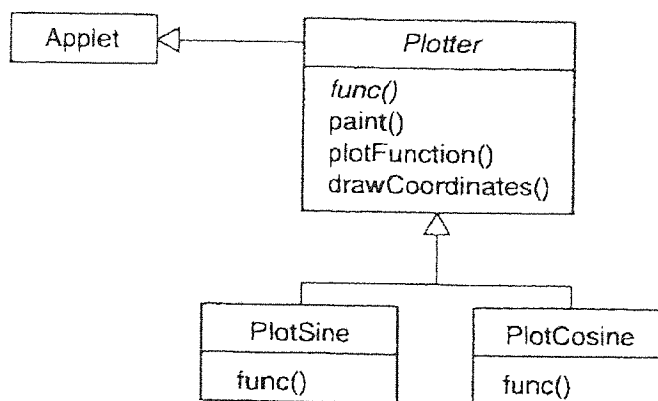 Applet
Plotter
func()
paint()
plotFunction()
drawCoordinates()
PlotSine
func()
PlotCosine
func()